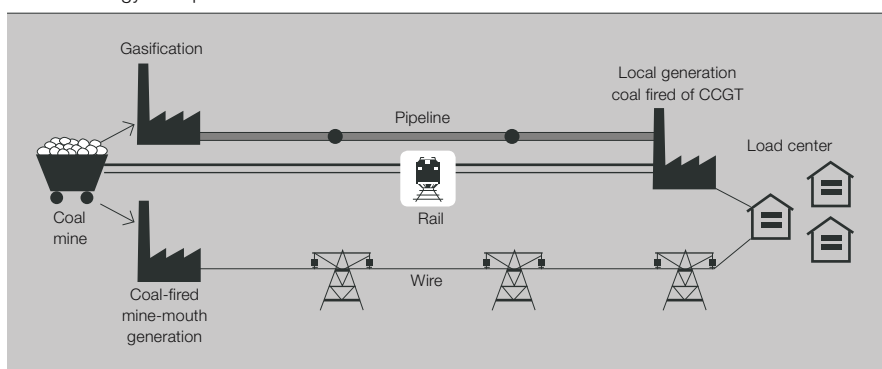 Gasification
Local generation
coal fired of CCGT
Pipeline
Load center
Coal
mine
Rail
Wire
Coal-fired
mine-mouth
generation